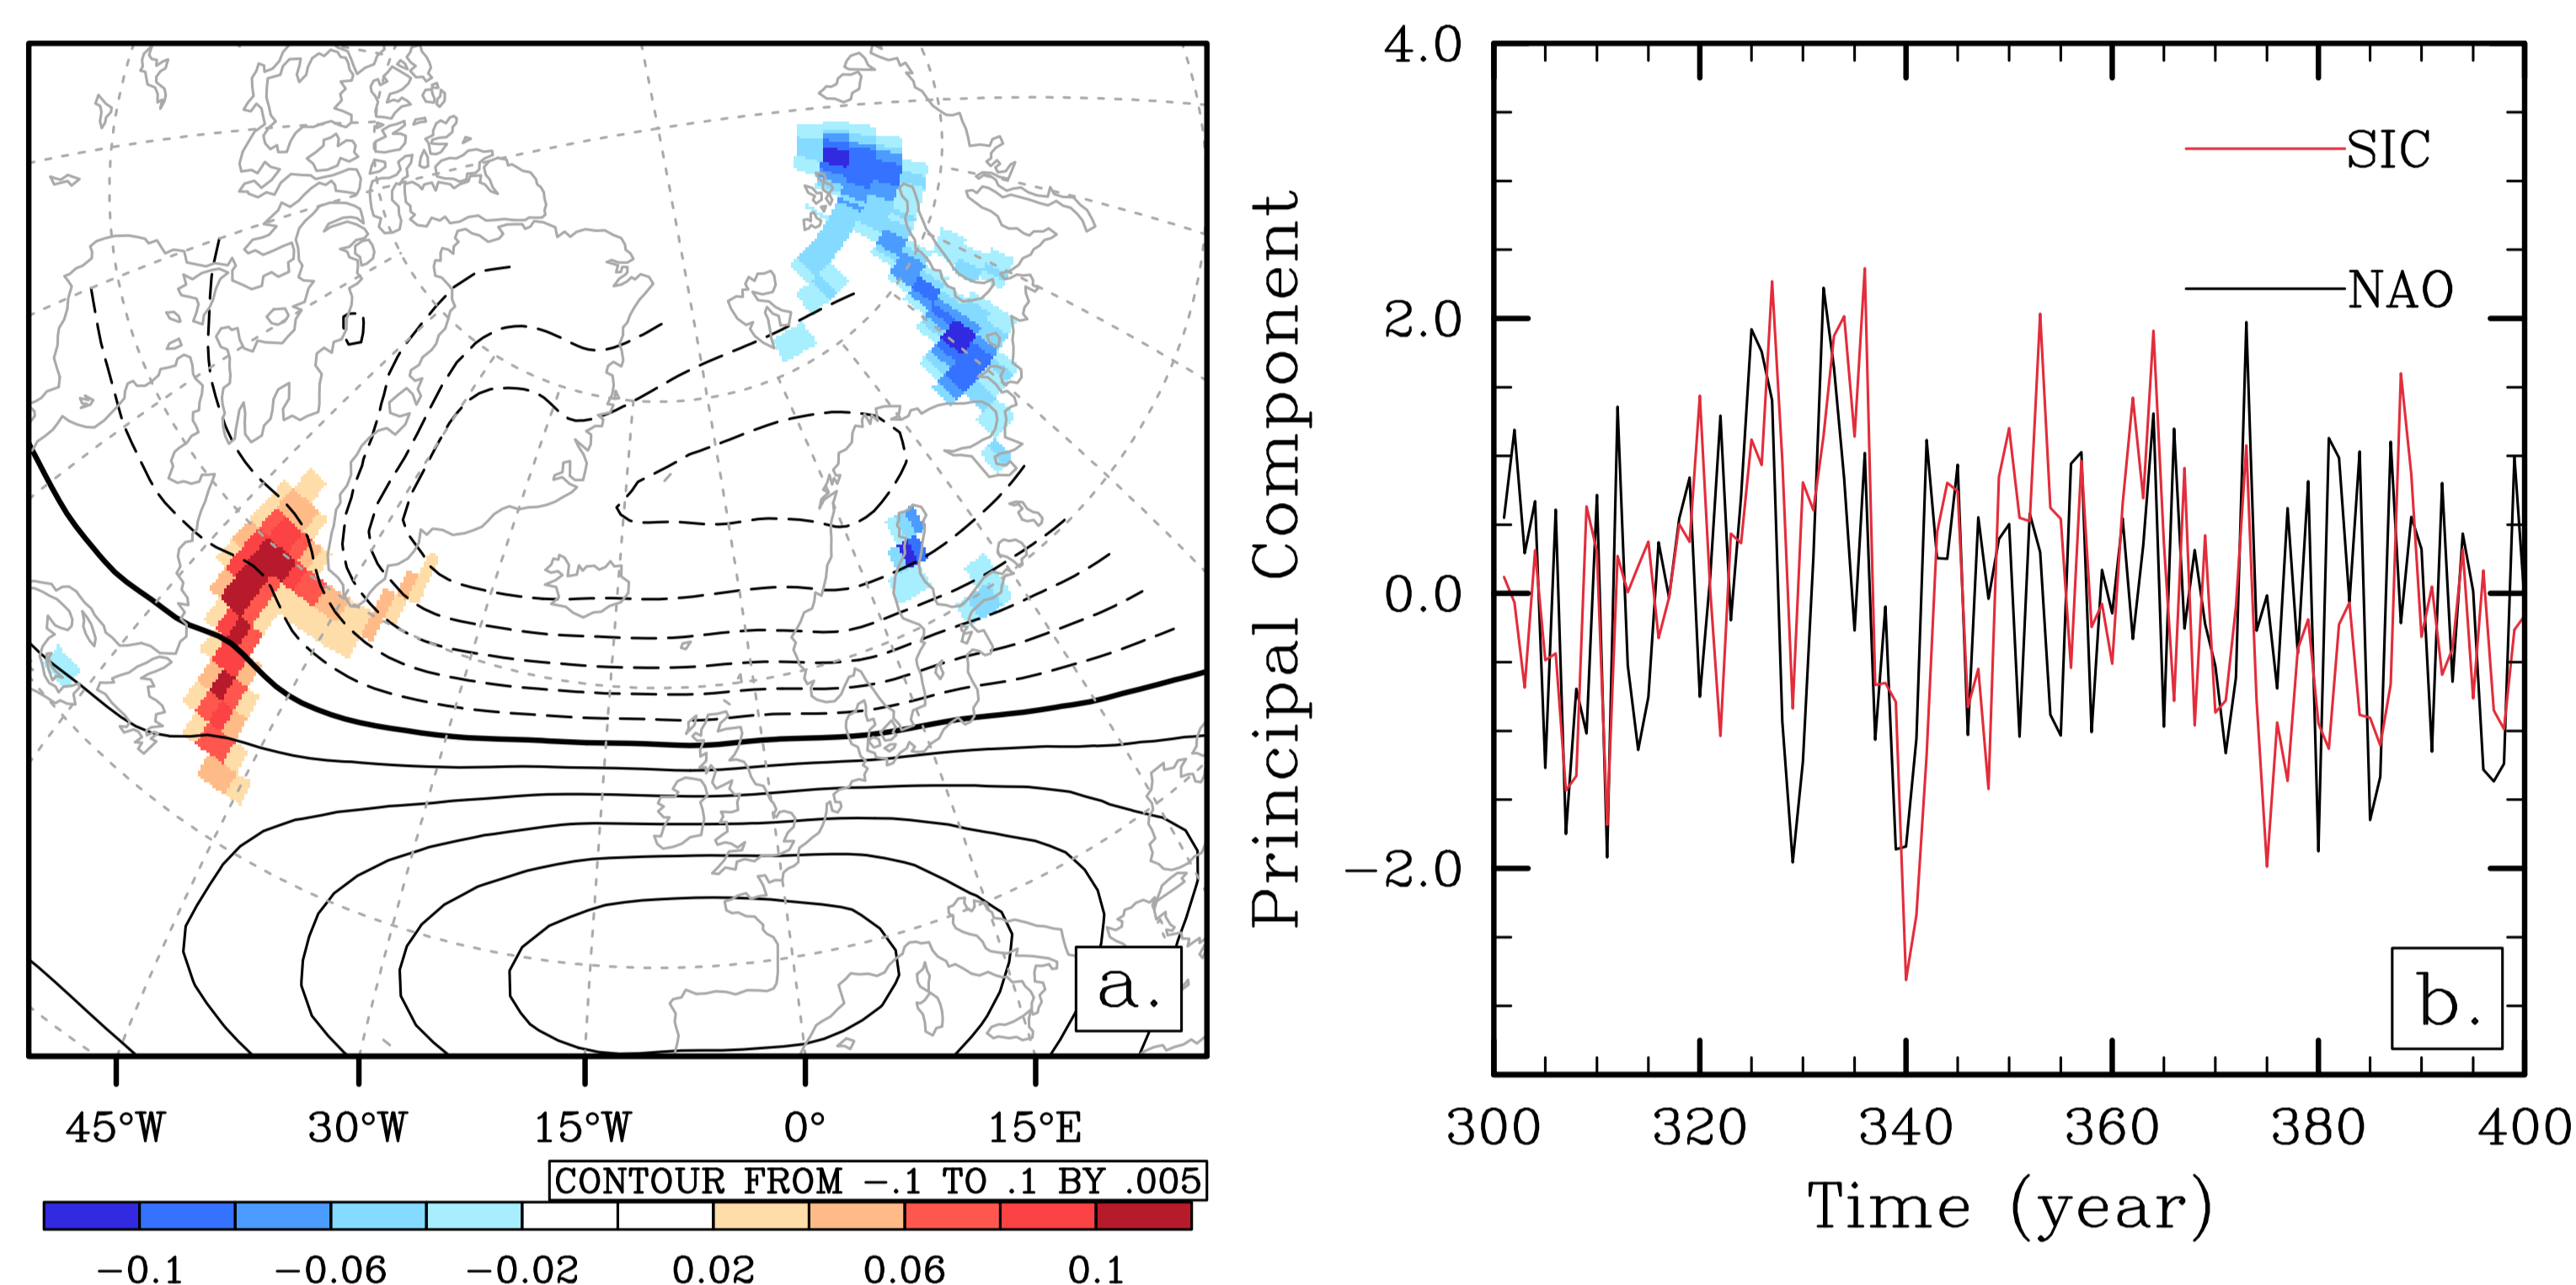 a.
45°W 30°W 15°W 0° 15°E
CONTOUR FROM -.1 TO .1 BY .005
-0.1 -0.06 -0.02 0.02 0.06 0.1
Principal Component
4.0
2.0
0.0
-2.0
SIC
NAO
b.
300 320 340 360 380 400
Time (year)